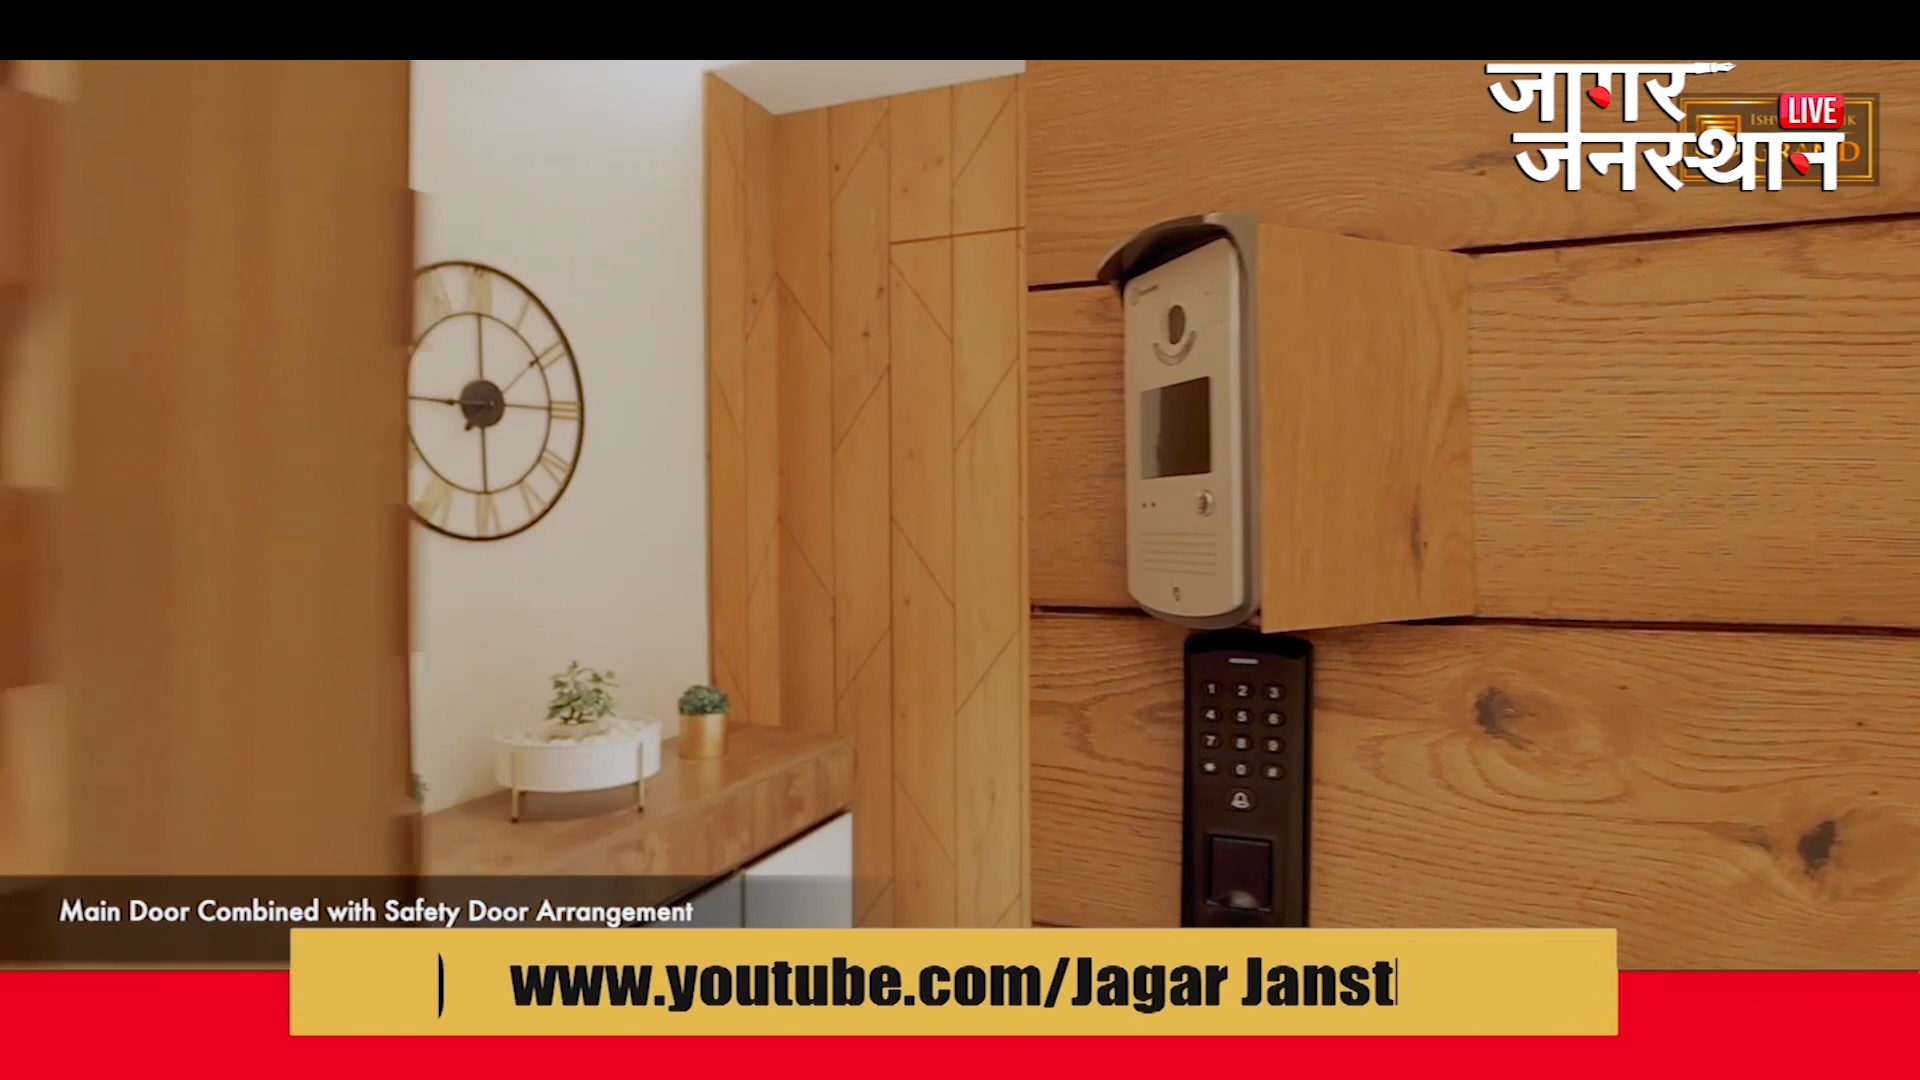 जागर
LIVE
जनस्थान
1 2 3
4 5 6
7 8 9
* 0 #
Main Door Combined with Safety Door Arrangement
www.youtube.com/Jagar Janst